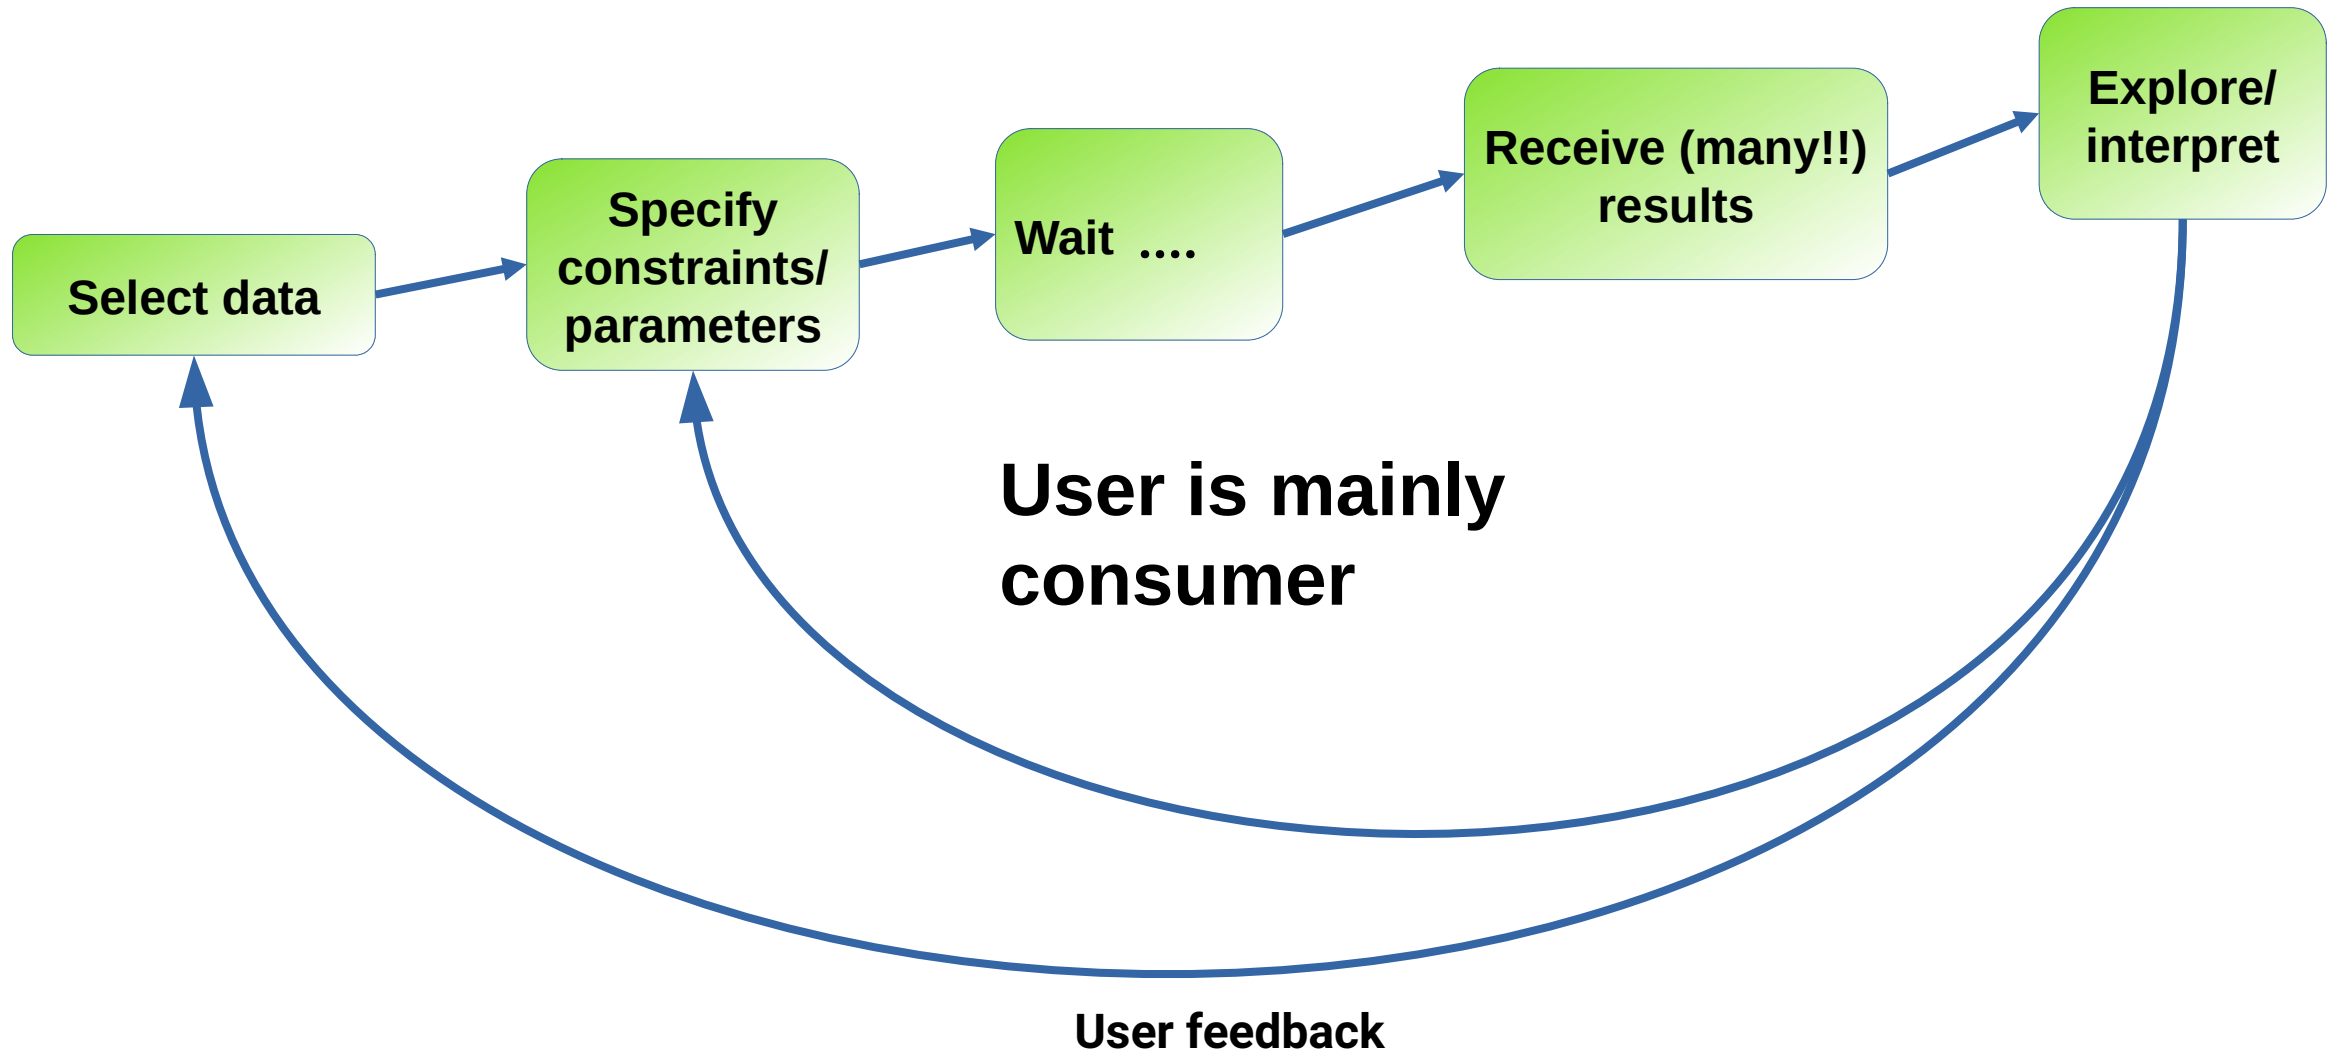 Select data
Specify
constraints/
parameters
Wait ....
Receive (many!!)
results
Explore/
interpret
User is mainly
consumer
User feedback